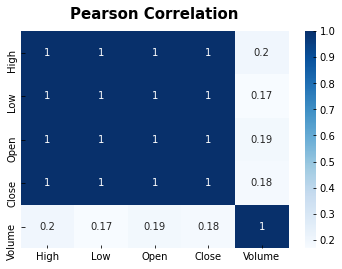 Pearson Correlation
High 1 1 1 1 0.2
Low 1 1 1 1 0.17
Open 1 1 1 1 0.19
Close 1 1 1 1 0.18
Volume 0.2 0.17 0.19 0.18 1
High Low Open Close Volume
1.0
0.9
0.8
0.7
0.6
0.5
0.4
0.3
0.2